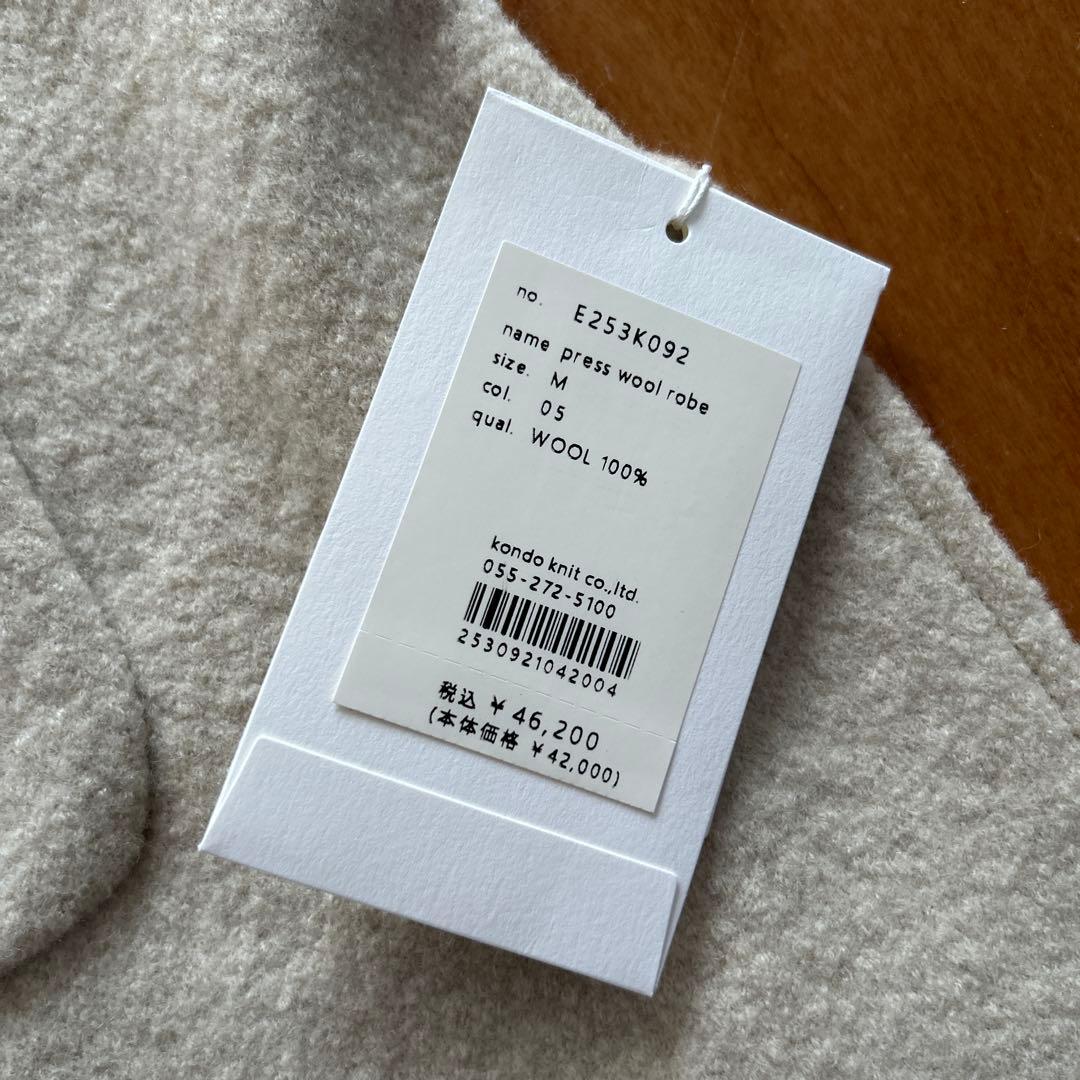 no. E253K092
name press wool robe
size. M
col. 05
qual. WOOL 100%
kondo knit co.,ltd.
055-272-5100
2530921042004
税込 ¥46,200
(本体価格 ¥42,000)